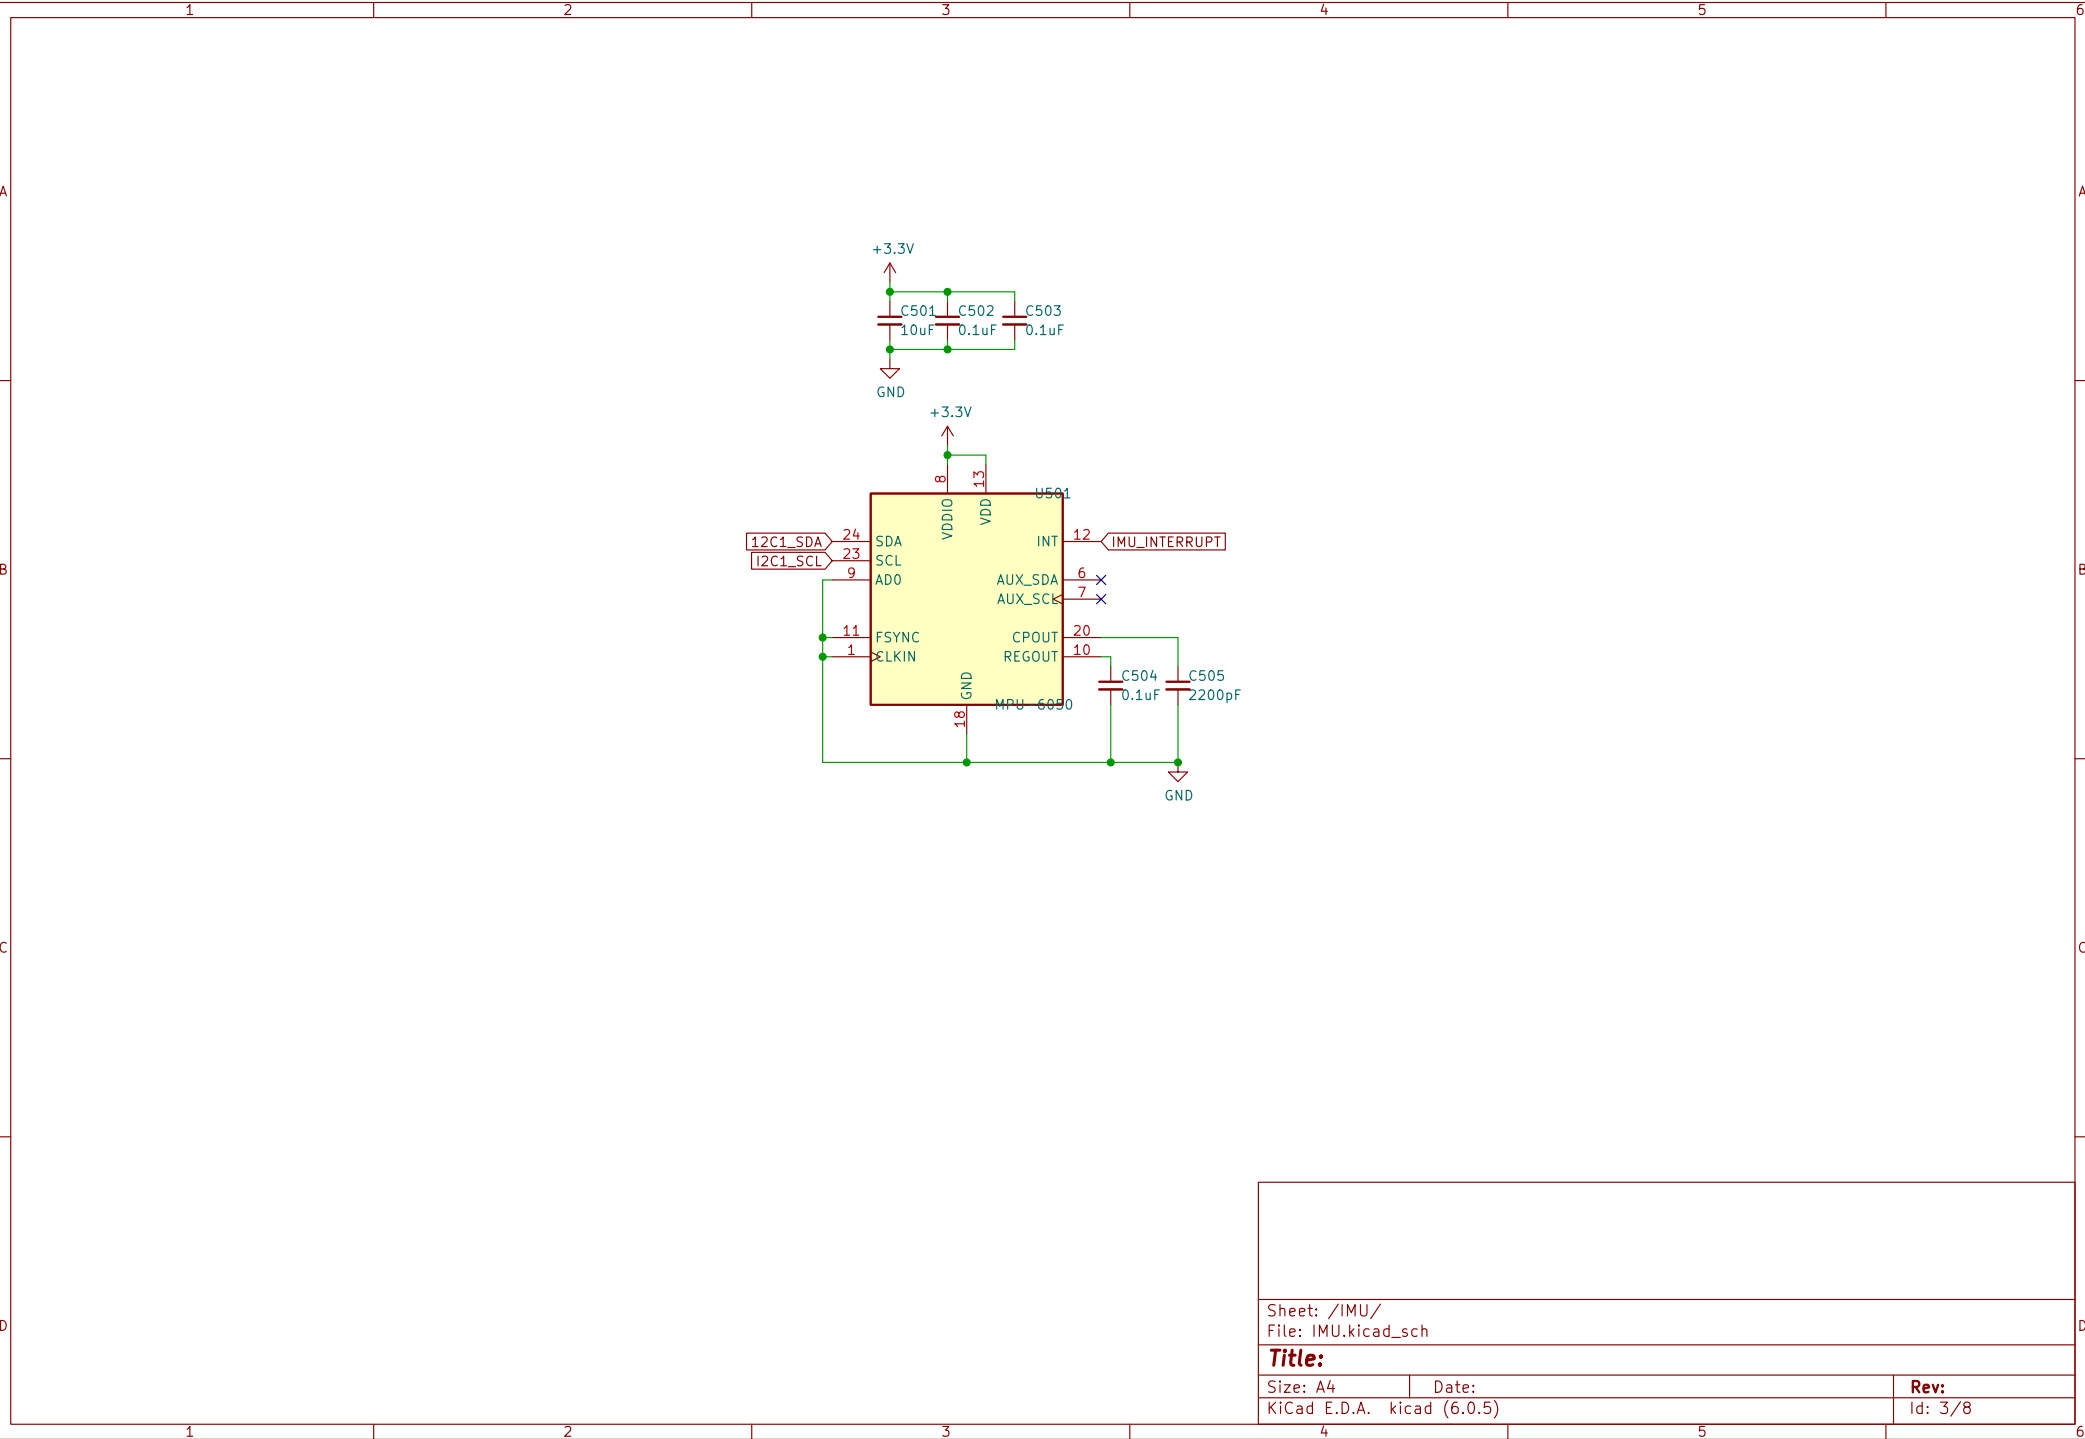 1 2 3 4 5 6
A A
+3.3V
C501 C502 C503
10uF 0.1uF 0.1uF
GND
+3.3V
8 13
U501
VDDIO VDD
12C1_SDA 24 SDA INT 12 IMU_INTERRUPT
I2C1_SCL 23 SCL
B B
9 AD0 AUX_SDA 6
AUX_SCL 7
11 FSYNC CPOUT 20
1 CLKIN REGOUT 10
GND
C504 C505
0.1uF 2200pF
MPU-6050
18
GND
C C
Sheet: /IMU/
File: IMU.kicad_sch
D D
Title:
Size: A4 Date: Rev:
KiCad E.D.A. kicad (6.0.5) Id: 3/8
1 2 3 4 5 6